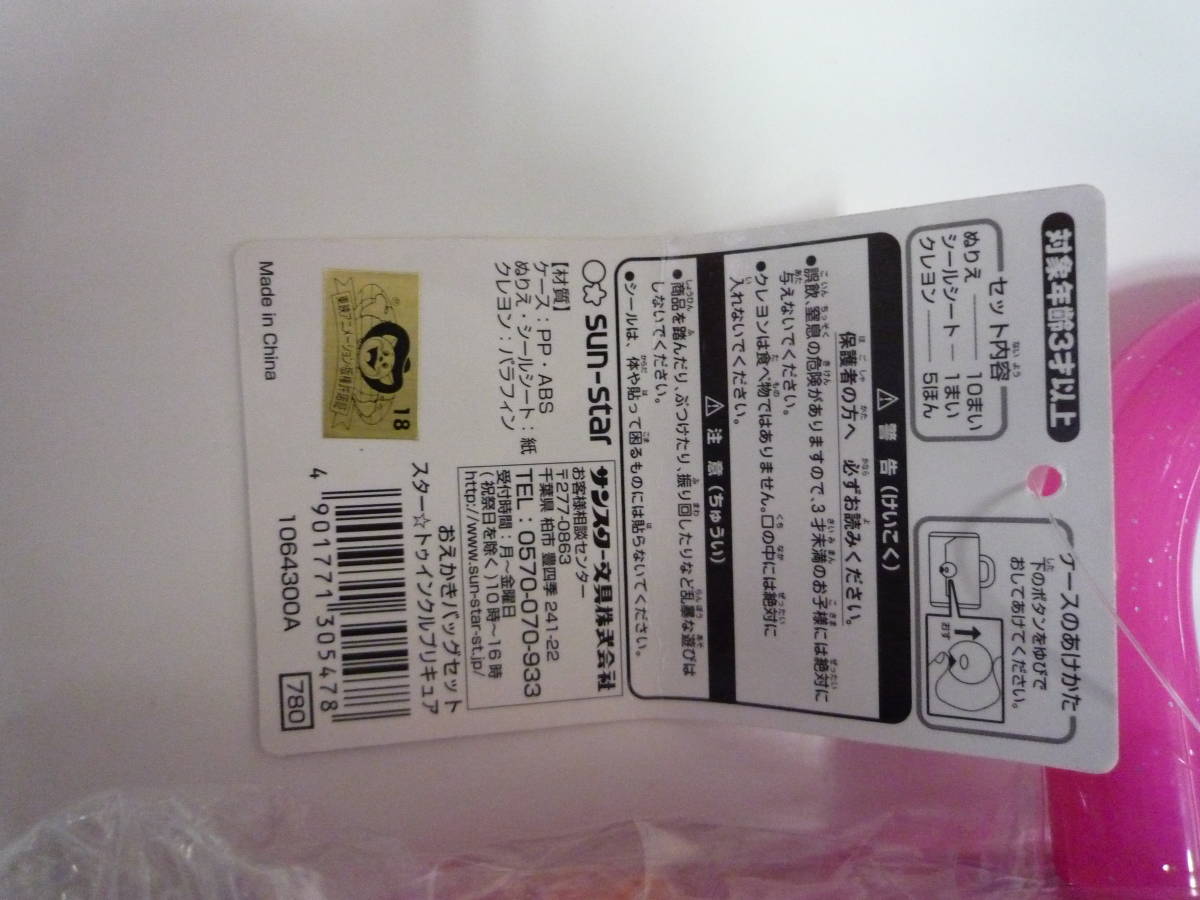 対象年齢3才以上
セット内容
ぬりえ ―― 10まい
シールシート ― 1まい
クレヨン ―― 5ほん
ケースのあけかた
下のボタンをゆびで
おしてあけてください。
おす
⚠ 警告(けいこく)
保護者の方へ 必ずお読みください。
●誤飲、窒息の危険がありますので、3才未満のお子様には絶対に
与えないでください。
●クレヨンは食べ物ではありません。口の中には絶対に
入れないでください。
⚠ 注意(ちゅうい)
●商品を踏んだり、ぶつけたり、振り回したりなど乱暴な遊びは
しないでください。
●シールは、体や貼って困るものには貼らないでください。
sun-star サンスター文具株式会社
お客様相談センター
〒277-0863
千葉県 柏市 豊四季 241-22
TEL:0570-070-933
受付時間:月~金曜日
(祝祭日を除く)10時~16時
http://www.sun-star-st.jp/
【材質】
ケース:PP・ABS
ぬりえ・シールシート:紙
クレヨン:パラフィン
おえかきバッグセット
スター☆トゥインクルプリキュア
18
東映アニメーション版権許諾証
4 901771 305478
1064300A
780
Made in China